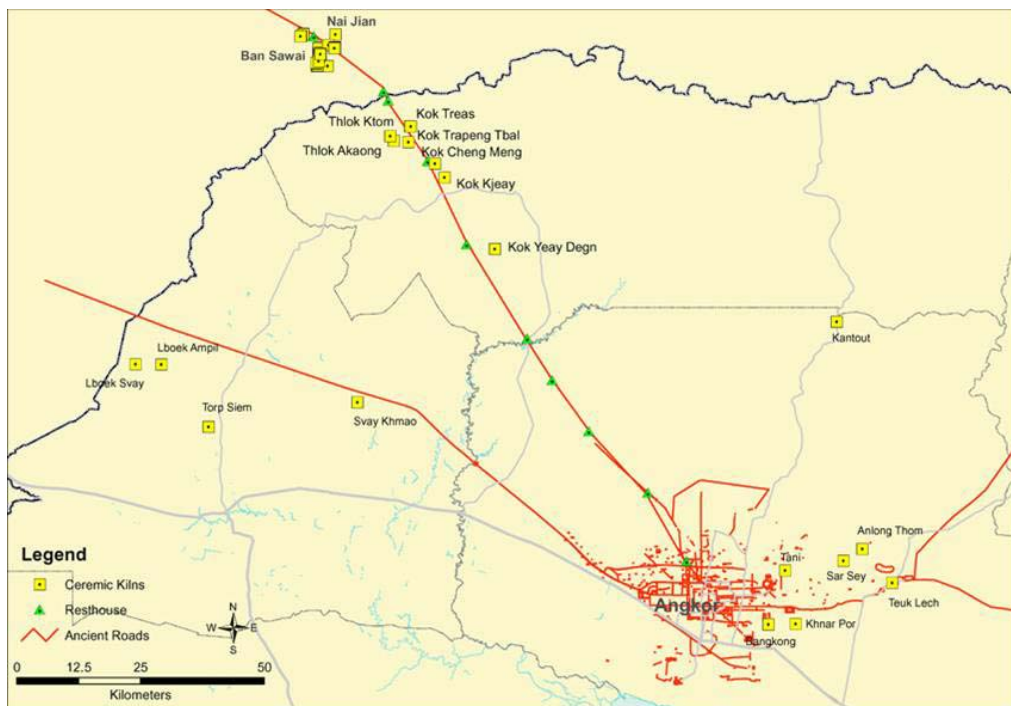 Nai Jian
Ban Sawai
Kok Treas
Thlok Ktom
Kok Trapeng Tbal
Thlok Akaong
Kok Cheng Meng
Kok Kjeay
Kok Yeay Degn
Kantout
Lboek Ampil
Lboek Svay
Torp Siem
Svay Khmao
Anlong Thom
Tani
Sar Sey
Teuk Lech
Angkor
Khnar Por
Bangkong
Legend
Ceremic Kilns
Resthouse
Ancient Roads
N
W E
S
0 12.5 25 50
Kilometers